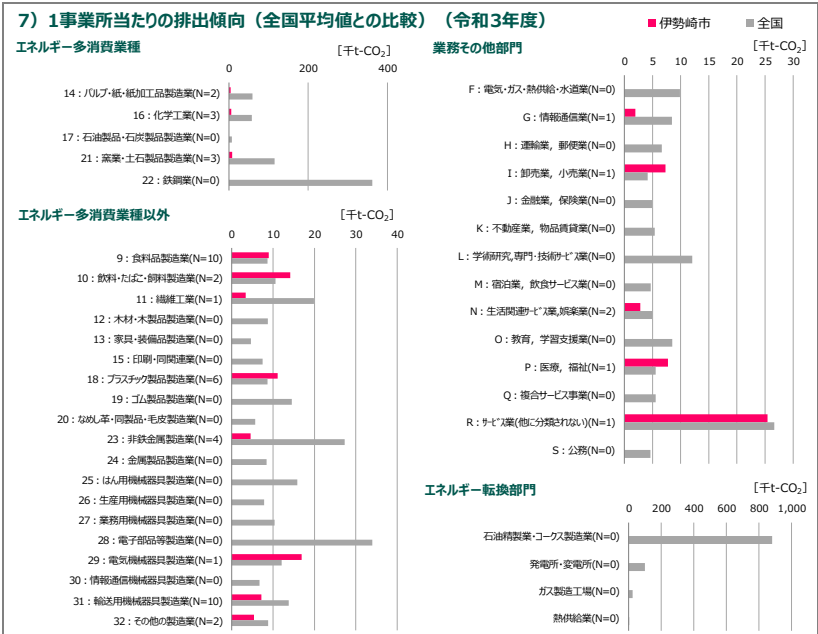 7）1事業所当たりの排出傾向（全国平均値との比較）（令和3年度）
■伊勢崎市 ■全国
エネルギー多消費業種
[千t-CO₂]
0 200 400
14：パルプ・紙・紙加工品製造業(N=2)
16：化学工業(N=3)
17：石油製品・石炭製品製造業(N=0)
21：窯業・土石製品製造業(N=3)
22：鉄鋼業(N=0)
エネルギー多消費業種以外
[千t-CO₂]
0 10 20 30 40
9：食料品製造業(N=10)
10：飲料・たばこ・飼料製造業(N=2)
11：繊維工業(N=1)
12：木材・木製品製造業(N=0)
13：家具・装備品製造業(N=0)
15：印刷・同関連業(N=0)
18：プラスチック製品製造業(N=6)
19：ゴム製品製造業(N=0)
20：なめし革・同製品・毛皮製造業(N=0)
23：非鉄金属製造業(N=4)
24：金属製品製造業(N=0)
25：はん用機械器具製造業(N=0)
26：生産用機械器具製造業(N=0)
27：業務用機械器具製造業(N=0)
28：電子部品等製造業(N=0)
29：電気機械器具製造業(N=1)
30：情報通信機械器具製造業(N=0)
31：輸送用機械器具製造業(N=10)
32：その他の製造業(N=2)
業務その他部門
[千t-CO₂]
0 5 10 15 20 25 30
F：電気・ガス・熱供給・水道業(N=0)
G：情報通信業(N=1)
H：運輸業，郵便業(N=0)
I：卸売業，小売業(N=1)
J：金融業，保険業(N=0)
K：不動産業，物品賃貸業(N=0)
L：学術研究,専門・技術ｻｰﾋﾞｽ業(N=0)
M：宿泊業，飲食サービス業(N=0)
N：生活関連ｻｰﾋﾞｽ業,娯楽業(N=2)
O：教育，学習支援業(N=0)
P：医療，福祉(N=1)
Q：複合サービス事業(N=0)
R：ｻｰﾋﾞｽ業(他に分類されない)(N=1)
S：公務(N=0)
エネルギー転換部門
[千t-CO₂]
0 200 400 600 800 1,000
石油精製業・コークス製造業(N=0)
発電所・変電所(N=0)
ガス製造工場(N=0)
熱供給業(N=0)